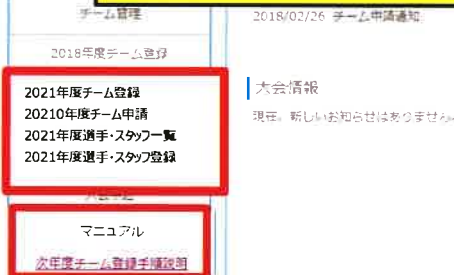 チーム管理
2018年度チーム登録
2021年度チーム登録
20210年度チーム申請
2021年度選手・スタッフ一覧
2021年度選手・スタッフ登録
マニュアル
次年度チーム登録手順説明
2018/02/26 チーム申請通知
大会情報
現在、新しいお知らせはありません